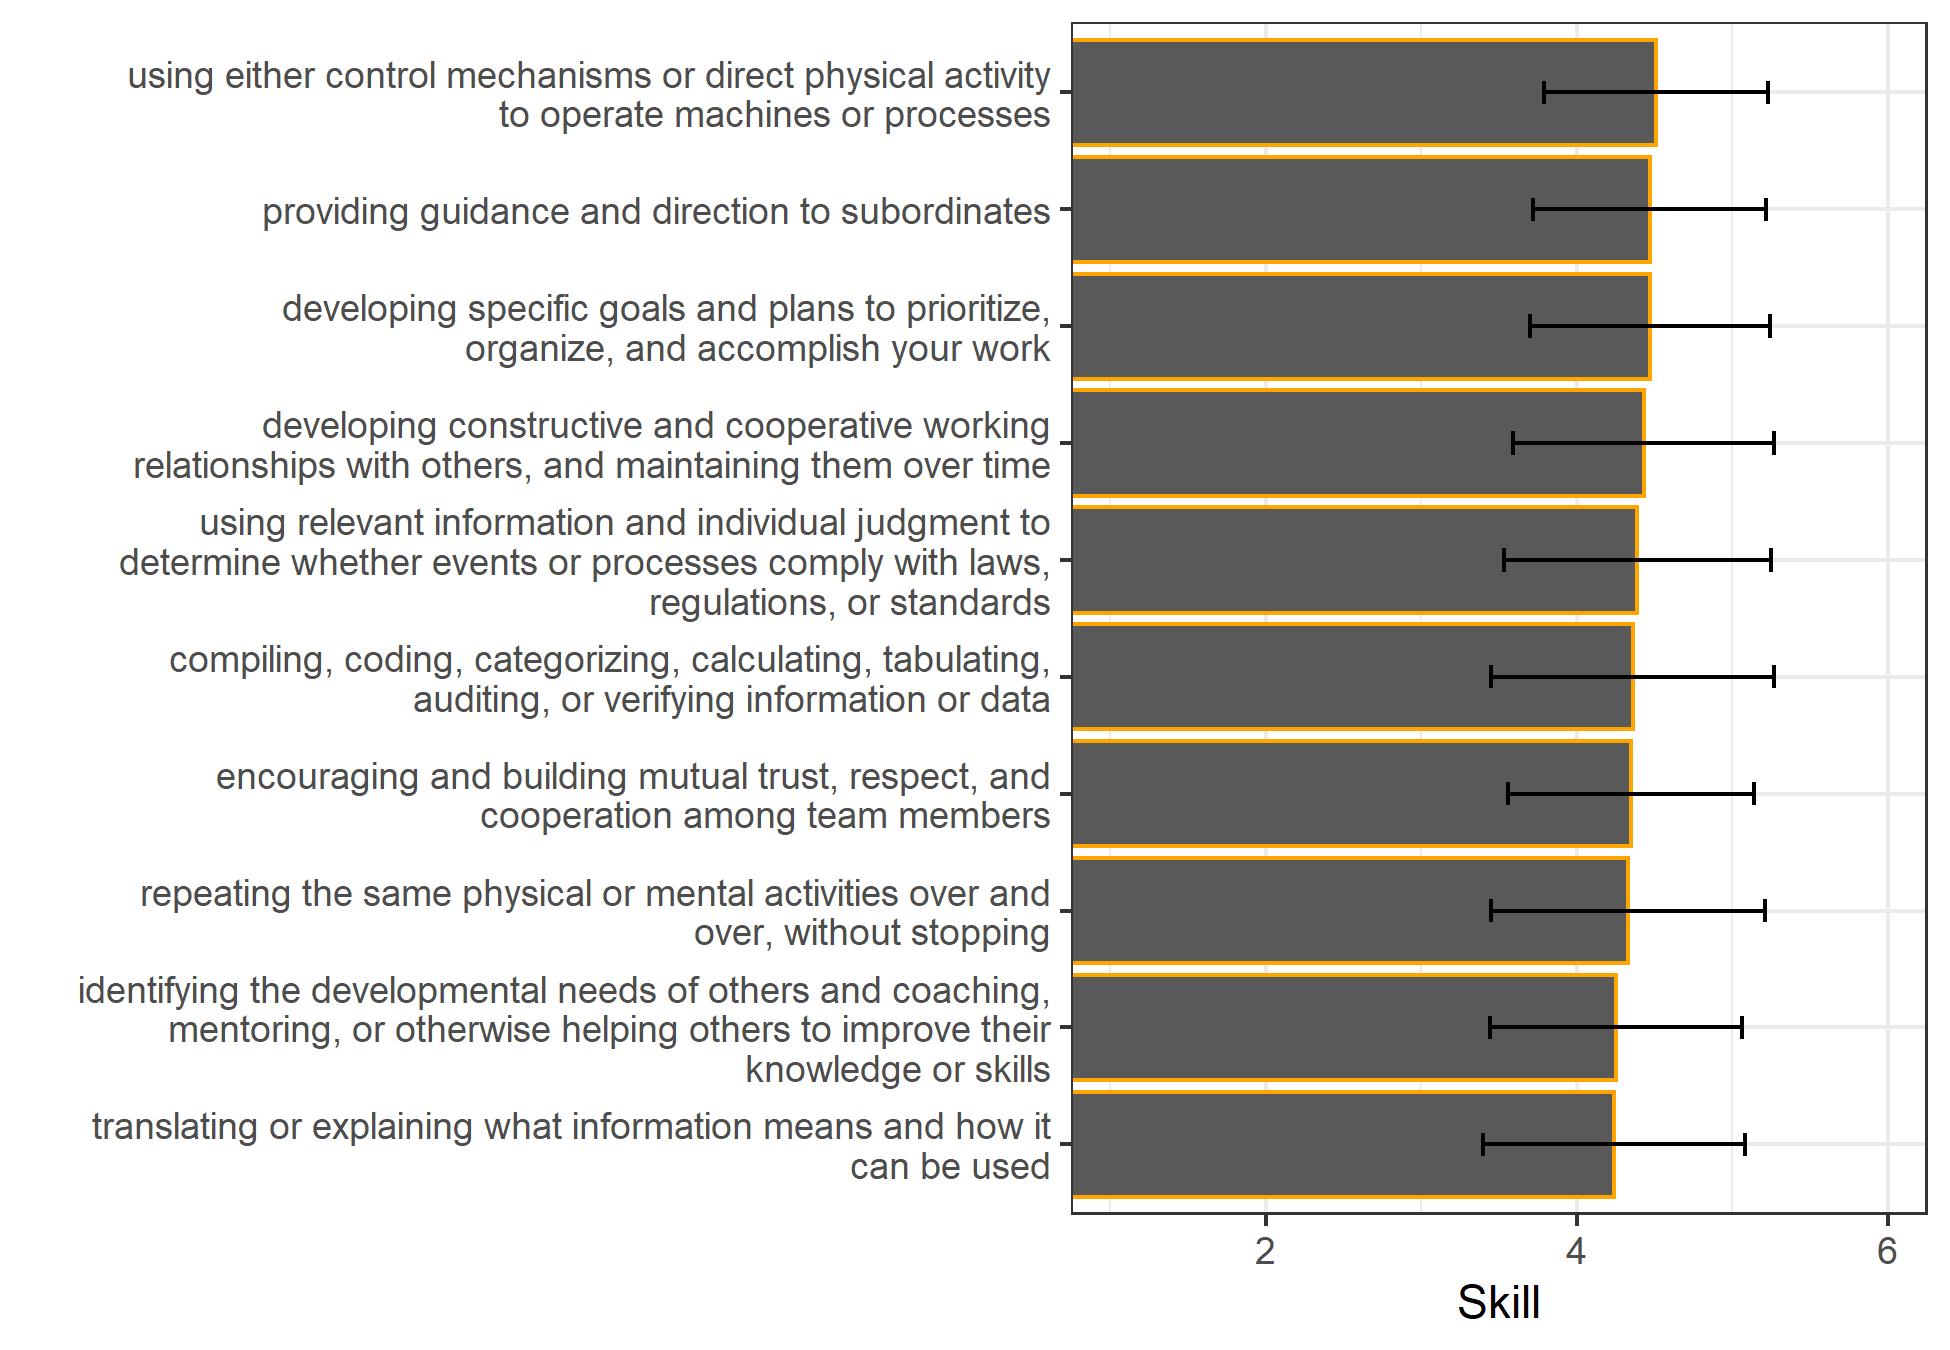 using either control mechanisms or direct physical activity
to operate machines or processes
providing guidance and direction to subordinates
developing specific goals and plans to prioritize,
organize, and accomplish your work
developing constructive and cooperative working
relationships with others, and maintaining them over time
using relevant information and individual judgment to
determine whether events or processes comply with laws,
regulations, or standards
compiling, coding, categorizing, calculating, tabulating,
auditing, or verifying information or data
encouraging and building mutual trust, respect, and
cooperation among team members
repeating the same physical or mental activities over and
over, without stopping
identifying the developmental needs of others and coaching,
mentoring, or otherwise helping others to improve their
knowledge or skills
translating or explaining what information means and how it
can be used
2 4 6
Skill